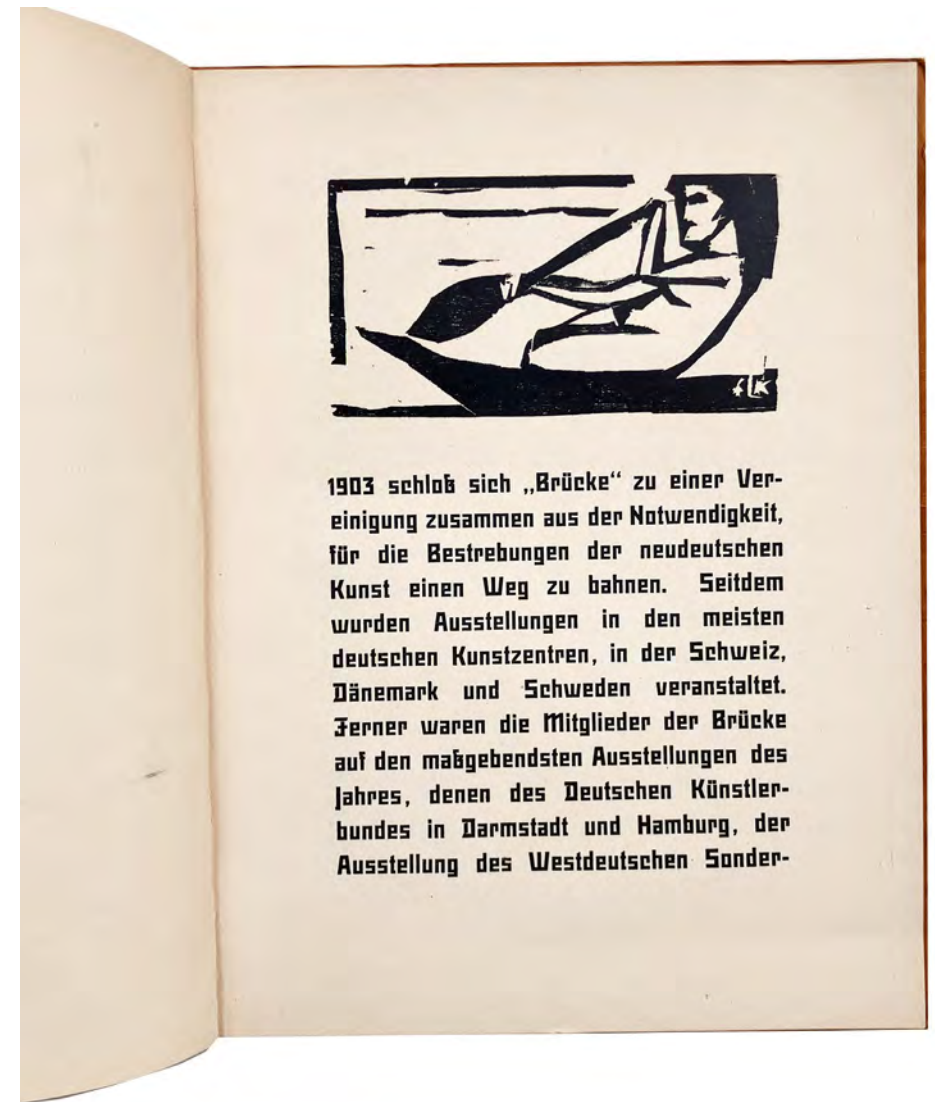 1903 schloß sich „Brücke“ zu einer Ver-
einigung zusammen aus der Notwendigkeit,
für die Bestrebungen der neudeutschen
Kunst einen Weg zu bahnen. Seitdem
wurden Ausstellungen in den meisten
deutschen Kunstzentren, in der Schweiz,
Dänemark und Schweden veranstaltet.
Ferner waren die Mitglieder der Brücke
auf den maßgebendsten Ausstellungen des
Jahres, denen des Deutschen Künstler-
bundes in Darmstadt und Hamburg, der
Ausstellung des Westdeutschen Sonder-